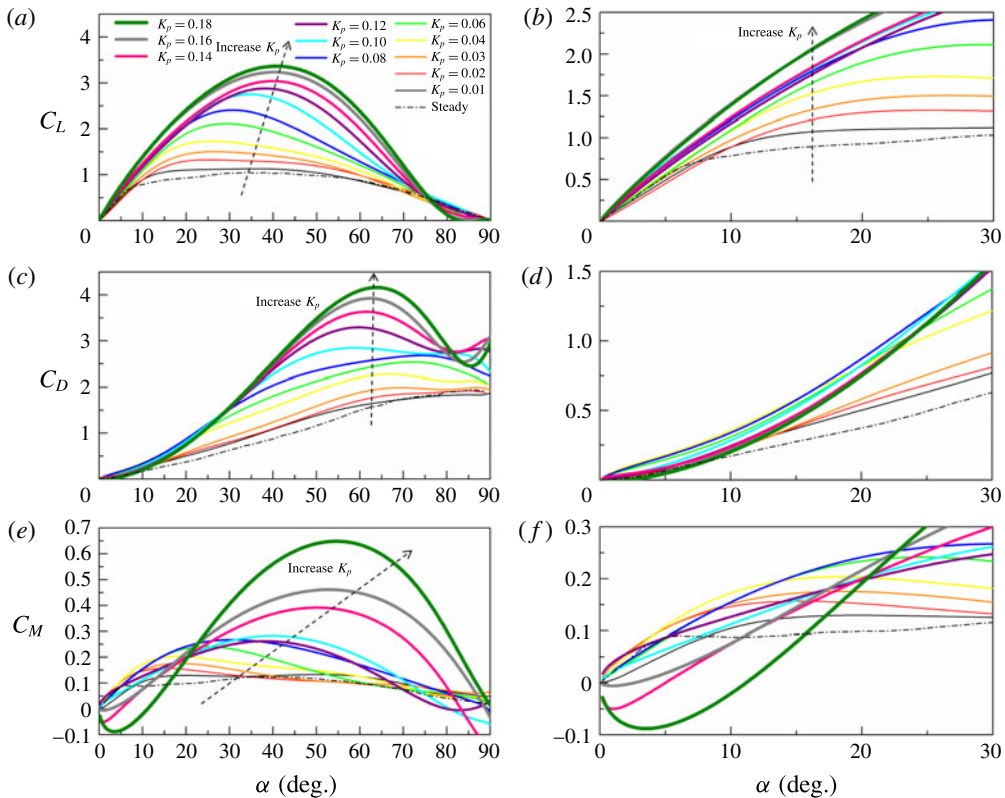 (a)
4
3
2
1
0
C_L
K_p = 0.18
K_p = 0.16
K_p = 0.14
K_p = 0.12
K_p = 0.10
K_p = 0.08
K_p = 0.06
K_p = 0.04
K_p = 0.03
K_p = 0.02
K_p = 0.01
Steady
Increase K_p
10 20 30 40 50 60 70 80 90
(b)
2.5
2.0
1.5
1.0
0.5
0
Increase K_p
10 20 30
(c)
4
3
2
1
C_D
Increase K_p
0 10 20 30 40 50 60 70 80 90
(d)
1.5
1.0
0.5
0 10 20 30
(e)
0.7
0.6
0.5
0.4
0.3
0.2
0.1
0
–0.1
C_M
Increase K_p
0 10 20 30 40 50 60 70 80 90
α (deg.)
(f)
0.3
0.2
0.1
0
–0.1
0 10 20 30
α (deg.)